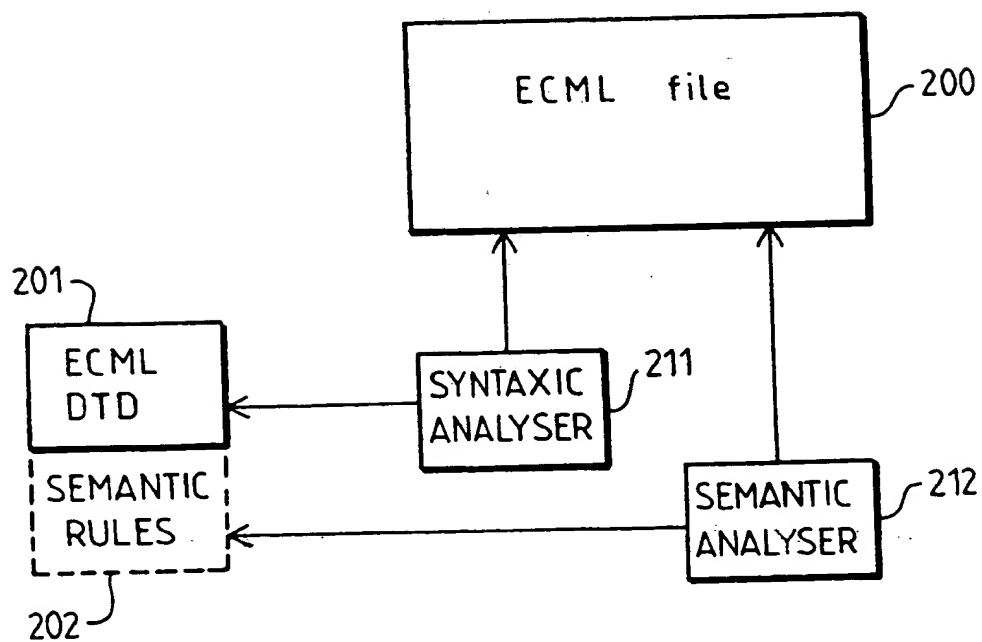 ECML file
200
201
ECML
DTD
SYNTAXIC
ANALYSER
211
SEMANTIC
RULES
SEMANTIC
ANALYSER
212
202